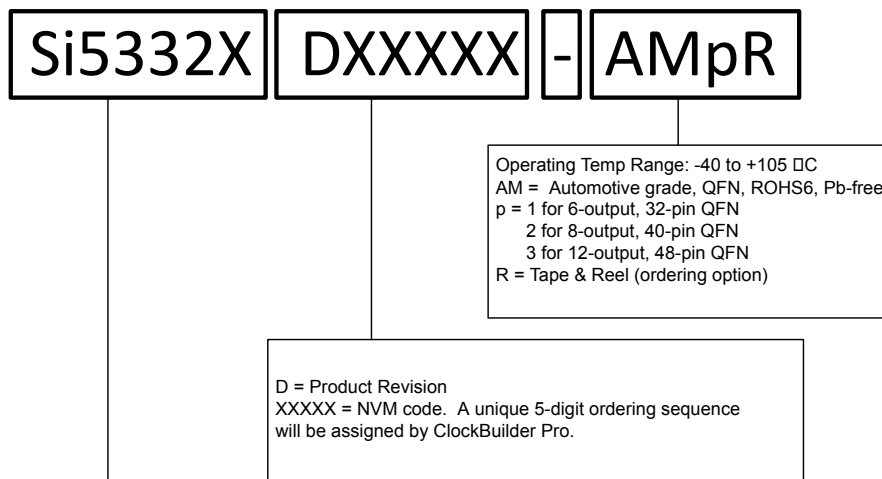 Si5332X DXXXXX - AMpR
Operating Temp Range: -40 to +105 □C
AM = Automotive grade, QFN, ROHS6, Pb-free
p = 1 for 6-output, 32-pin QFN
2 for 8-output, 40-pin QFN
3 for 12-output, 48-pin QFN
R = Tape & Reel (ordering option)
D = Product Revision
XXXXX = NVM code. A unique 5-digit ordering sequence
will be assigned by ClockBuilder Pro.